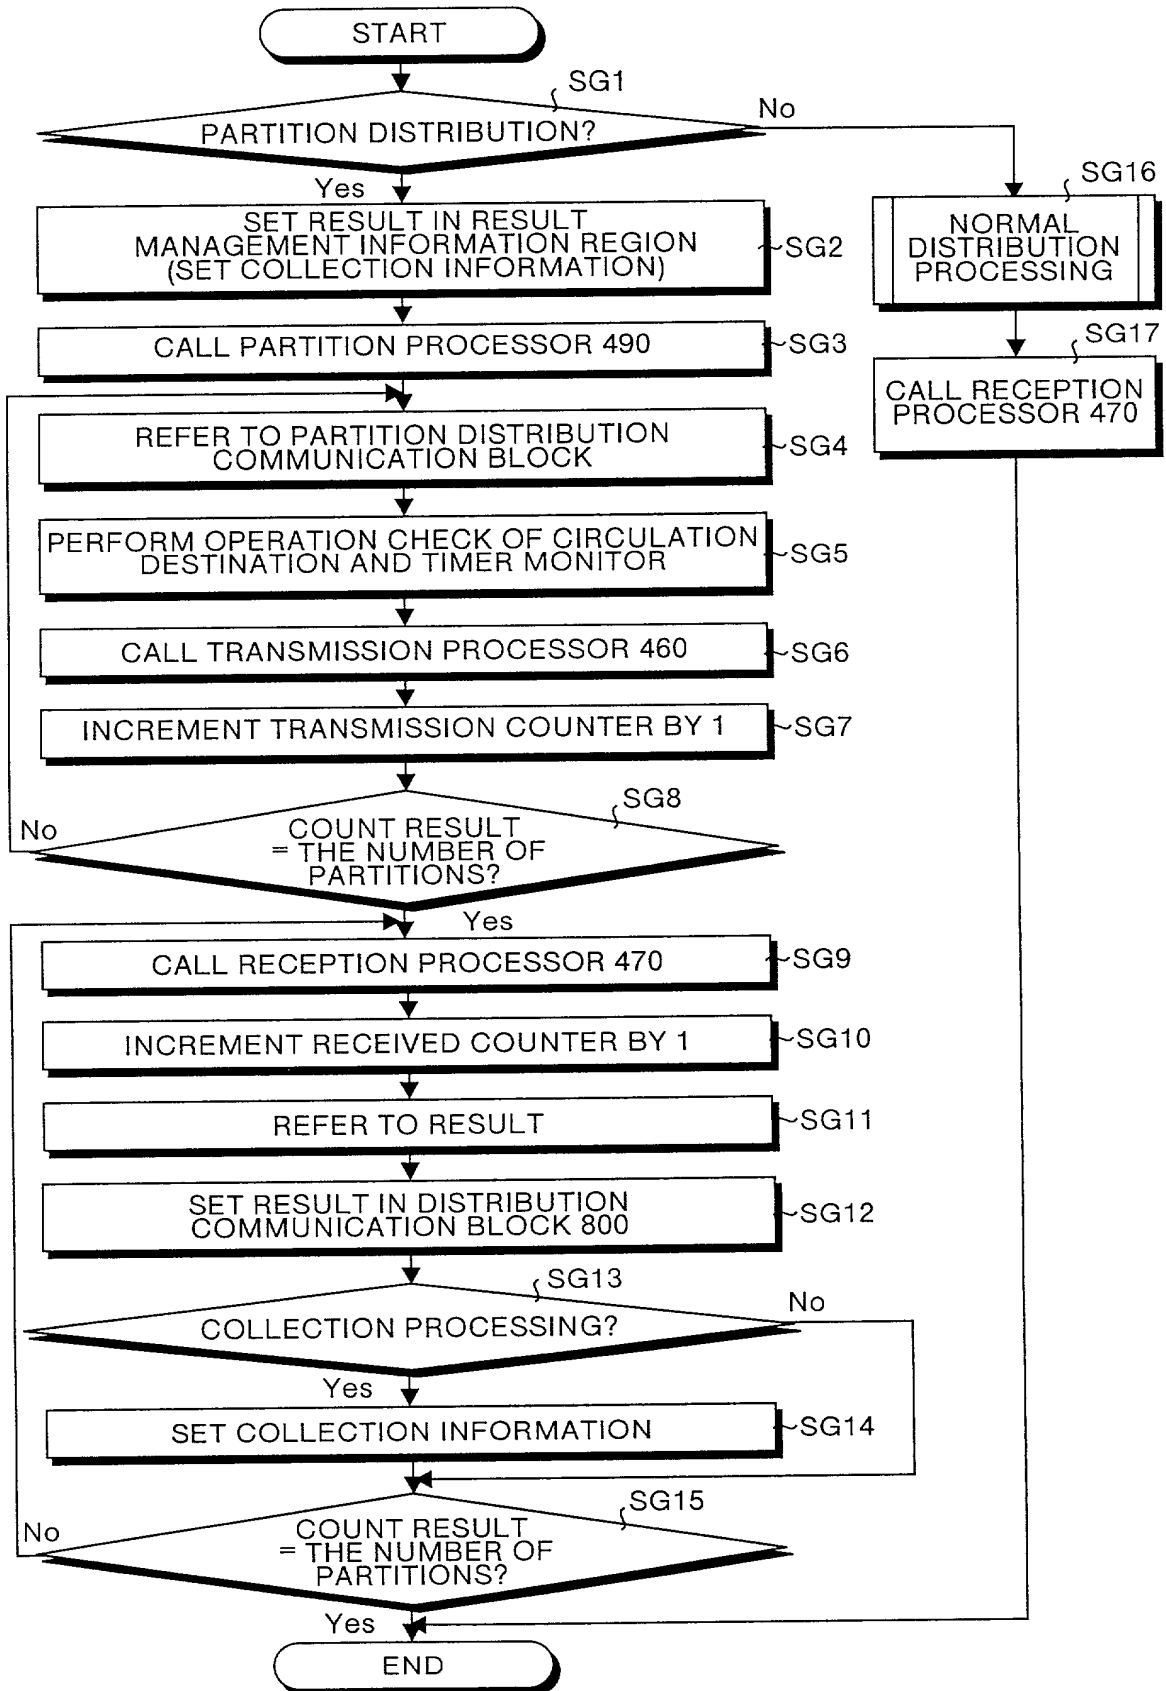 START
SG1
No
PARTITION DISTRIBUTION?
Yes
SG16
NORMAL
DISTRIBUTION
PROCESSING
SET RESULT IN RESULT
MANAGEMENT INFORMATION REGION
(SET COLLECTION INFORMATION)
SG2
SG17
CALL RECEPTION
PROCESSOR 470
CALL PARTITION PROCESSOR 490
SG3
REFER TO PARTITION DISTRIBUTION
COMMUNICATION BLOCK
SG4
PERFORM OPERATION CHECK OF CIRCULATION
DESTINATION AND TIMER MONITOR
SG5
CALL TRANSMISSION PROCESSOR 460
SG6
INCREMENT TRANSMISSION COUNTER BY 1
SG7
SG8
No
COUNT RESULT
= THE NUMBER OF
PARTITIONS?
Yes
CALL RECEPTION PROCESSOR 470
SG9
INCREMENT RECEIVED COUNTER BY 1
SG10
REFER TO RESULT
SG11
SET RESULT IN DISTRIBUTION
COMMUNICATION BLOCK 800
SG12
SG13
No
COLLECTION PROCESSING?
Yes
SET COLLECTION INFORMATION
SG14
SG15
No
COUNT RESULT
= THE NUMBER OF
PARTITIONS?
Yes
END